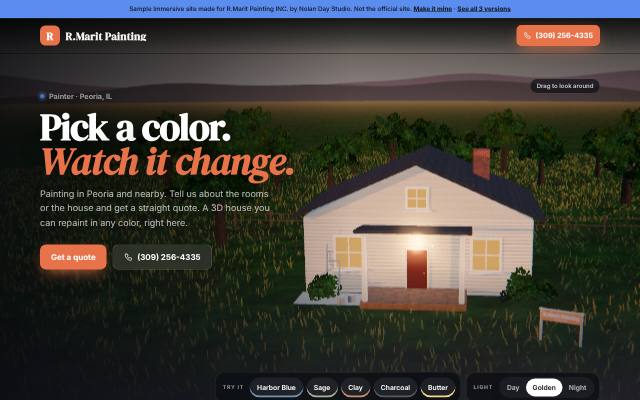 Sample Immersive site made for R.Marit Painting INC. by Nolan Day Studio. Not the official site. Make it mine · See all 3 versions
R R.Marit Painting
(309) 256-4335
Drag to look around
Painter · Peoria, IL
Pick a color.
Watch it change.
Painting in Peoria and nearby. Tell us about the rooms
or the house and get a straight quote. A 3D house you
can repaint in any color, right here.
Get a quote
(309) 256-4335
TRY IT Harbor Blue Sage Clay Charcoal Butter
LIGHT Day Golden Night